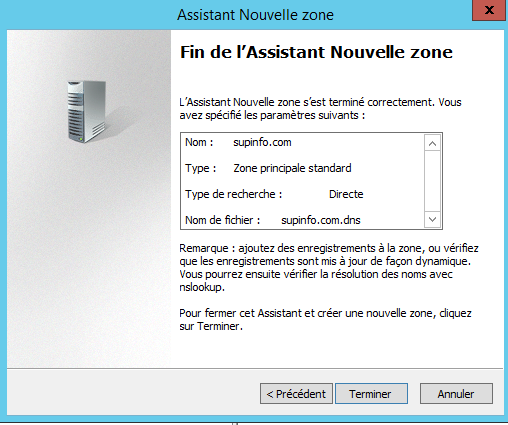 Assistant Nouvelle zone
x
Fin de l'Assistant Nouvelle zone
L'Assistant Nouvelle zone s'est terminé correctement. Vous
avez spécifié les paramètres suivants :
Nom : supinfo.com
Type : Zone principale standard
Type de recherche : Directe
Nom de fichier : supinfo.com.dns
Remarque : ajoutez des enregistrements à la zone, ou vérifiez
que les enregistrements sont mis à jour de façon dynamique.
Vous pourrez ensuite vérifier la résolution des noms avec
nslookup.
Pour fermer cet Assistant et créer une nouvelle zone, cliquez
sur Terminer.
< Précédent Terminer Annuler